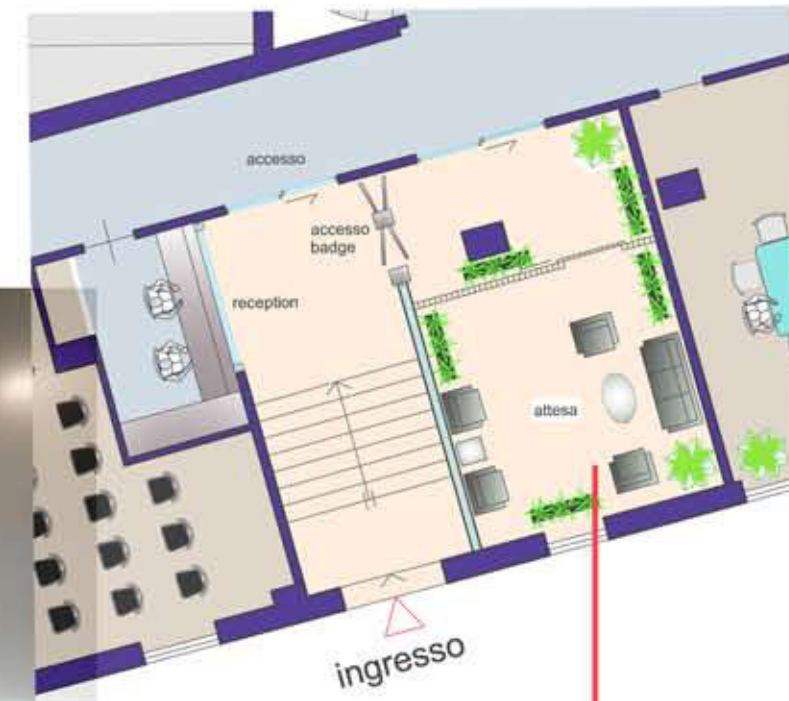 accesso
accesso
badge
reception
attesa
ingresso